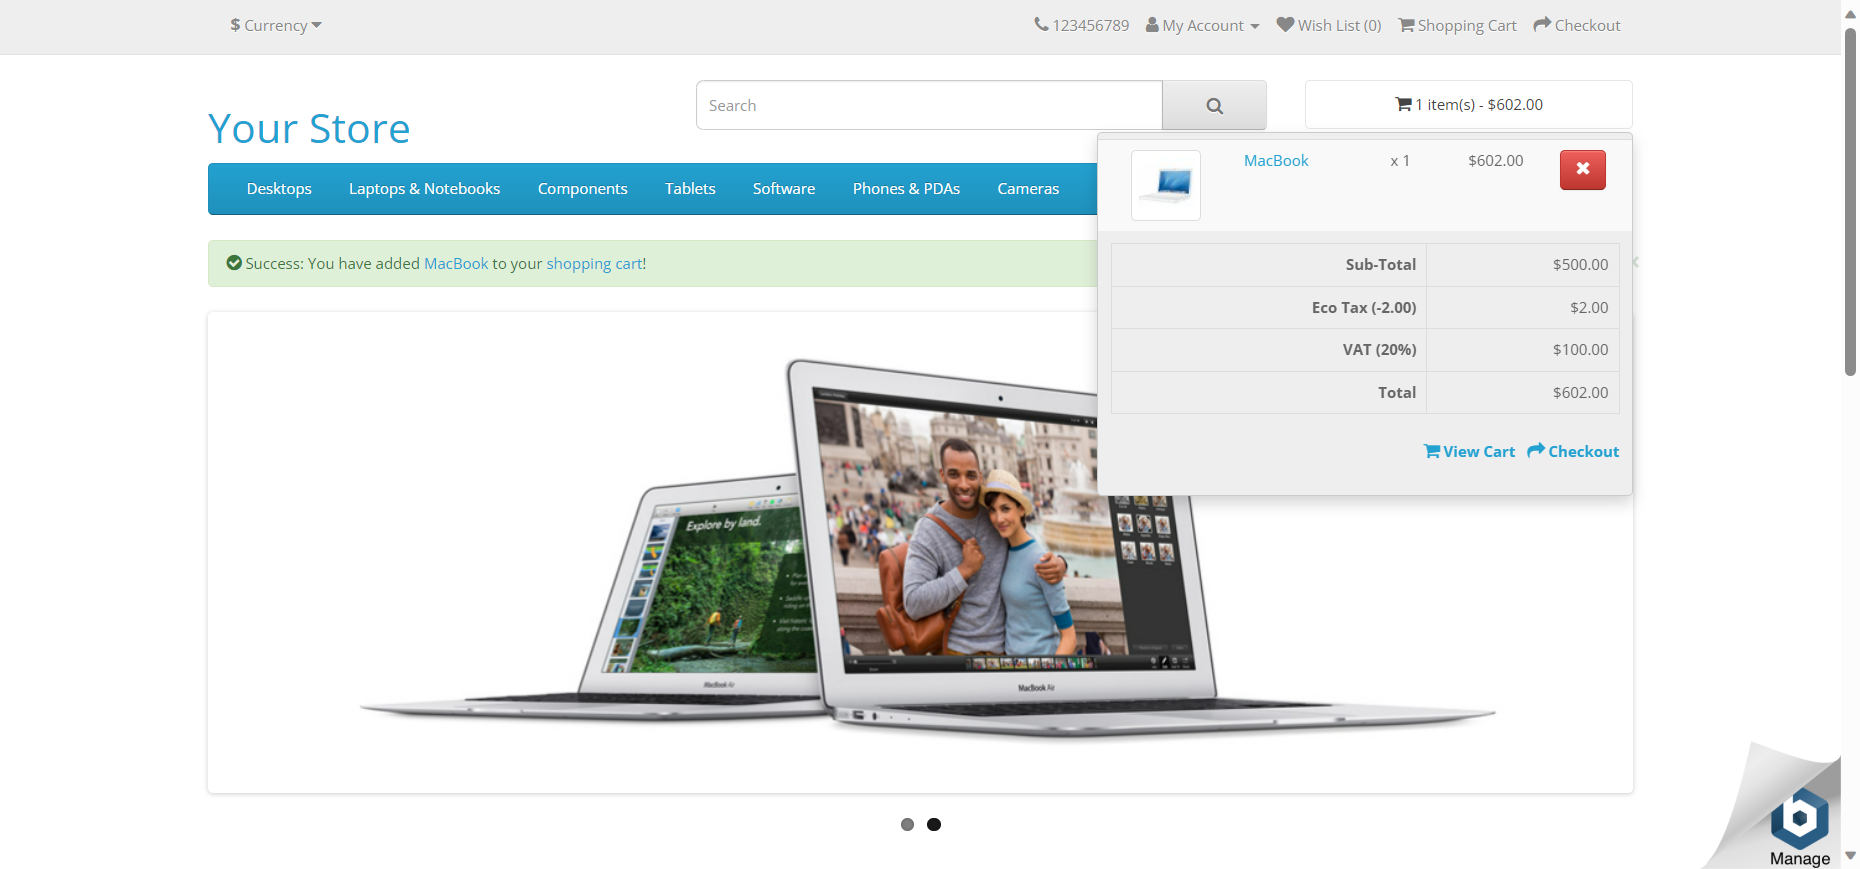 $ Currency
123456789 My Account Wish List (0) Shopping Cart Checkout
Your Store
Search
1 item(s) - $602.00
MacBook x 1 $602.00
Desktops Laptops & Notebooks Components Tablets Software Phones & PDAs Cameras
Success: You have added MacBook to your shopping cart!
Sub-Total $500.00
Eco Tax (-2.00) $2.00
VAT (20%) $100.00
Total $602.00
View Cart Checkout
Explore by land.
MacBook Air
MacBook Air
Manage